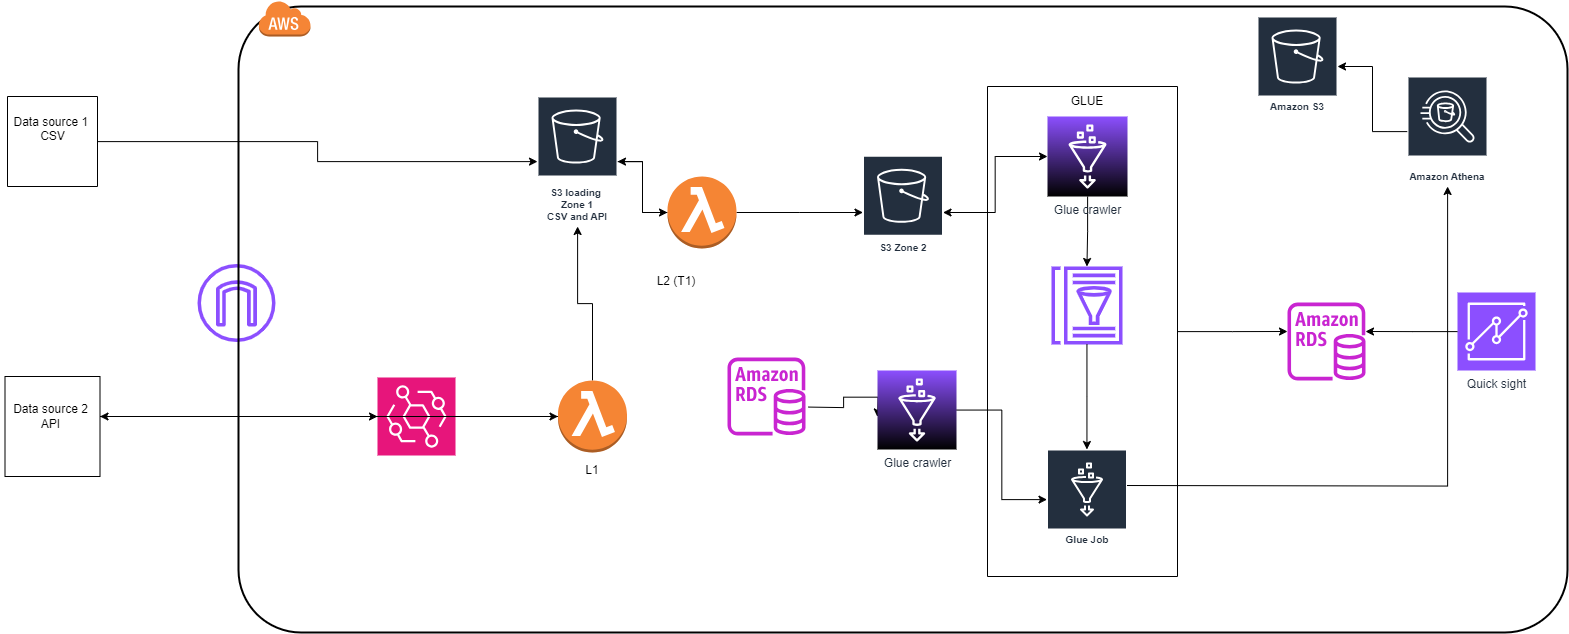 AWS
Data source 1
CSV
S3 loading
Zone 1
CSV and API
L2 (T1)
S3 Zone 2
GLUE
Glue crawler
Amazon S3
Amazon Athena
Data source 2
API
L1
Amazon
RDS
Glue crawler
Glue Job
Amazon
RDS
Quick sight